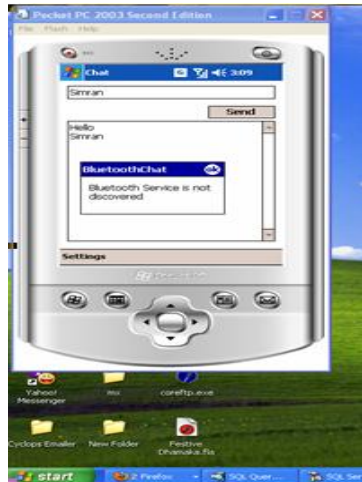 Pocket PC 2003 Second Edition
File Flash Help
Chat 3:09
Simran
Send
Hello
Simran
BluetoothChat ok
Bluetooth Service is not
discovered
Settings
Yahoo!
Messenger
mx
coreftp.exe
Cyclops Emailer
New Folder
Festive
Dhamaka.fla
start
2 Firefox
SQL Quer...
SQL Ser